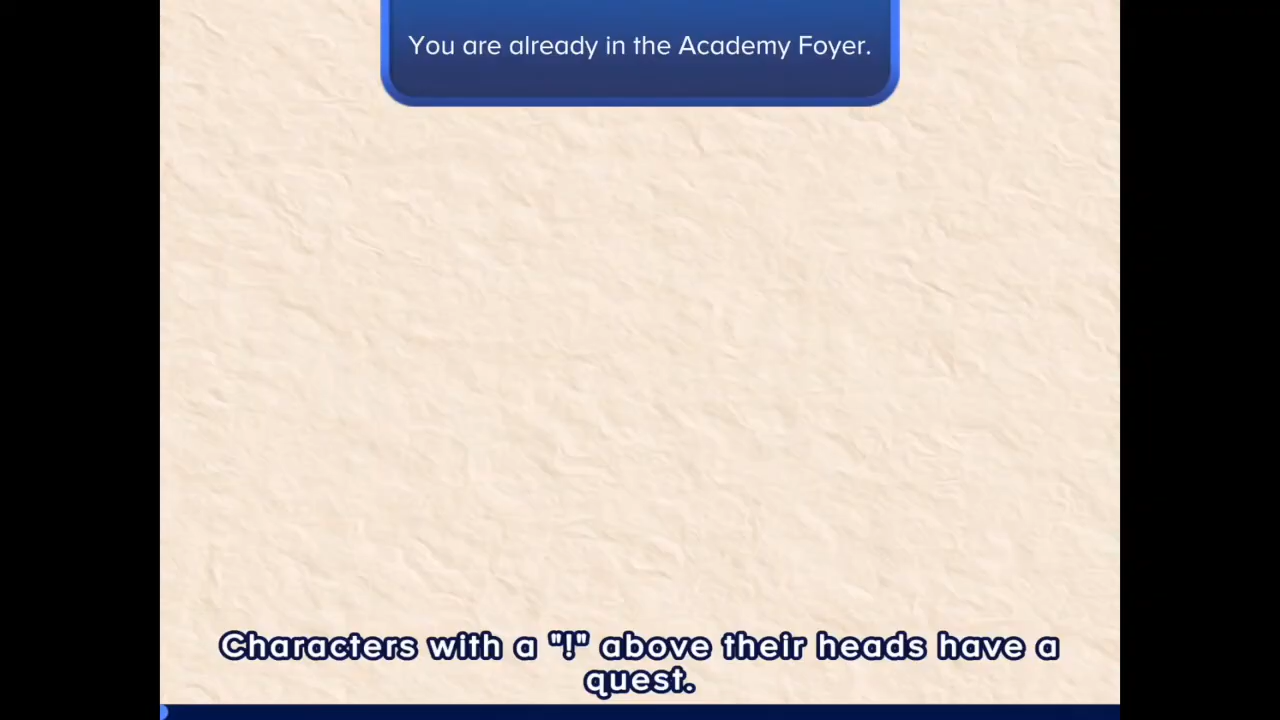 You are already in the Academy Foyer.
Characters with a "!" above their heads have a
quest.